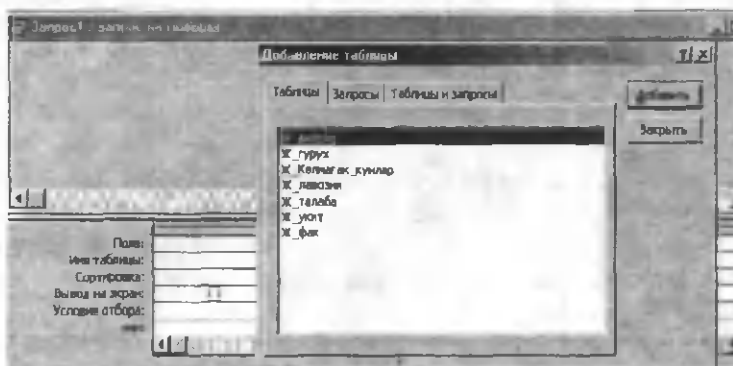 Запрос1 : запрос на выборку
Добавление таблицы
Таблицы Запросы Таблицы и запросы
Добавить
Закрыть
Ж_гурух
Ж_Келмаган_кунлар
Ж_лавозим
Ж_талаба
Ж_укит
Ж_фак
Поле:
Имя таблицы:
Сортировка:
Вывод на экран:
Условие отбора:
или: